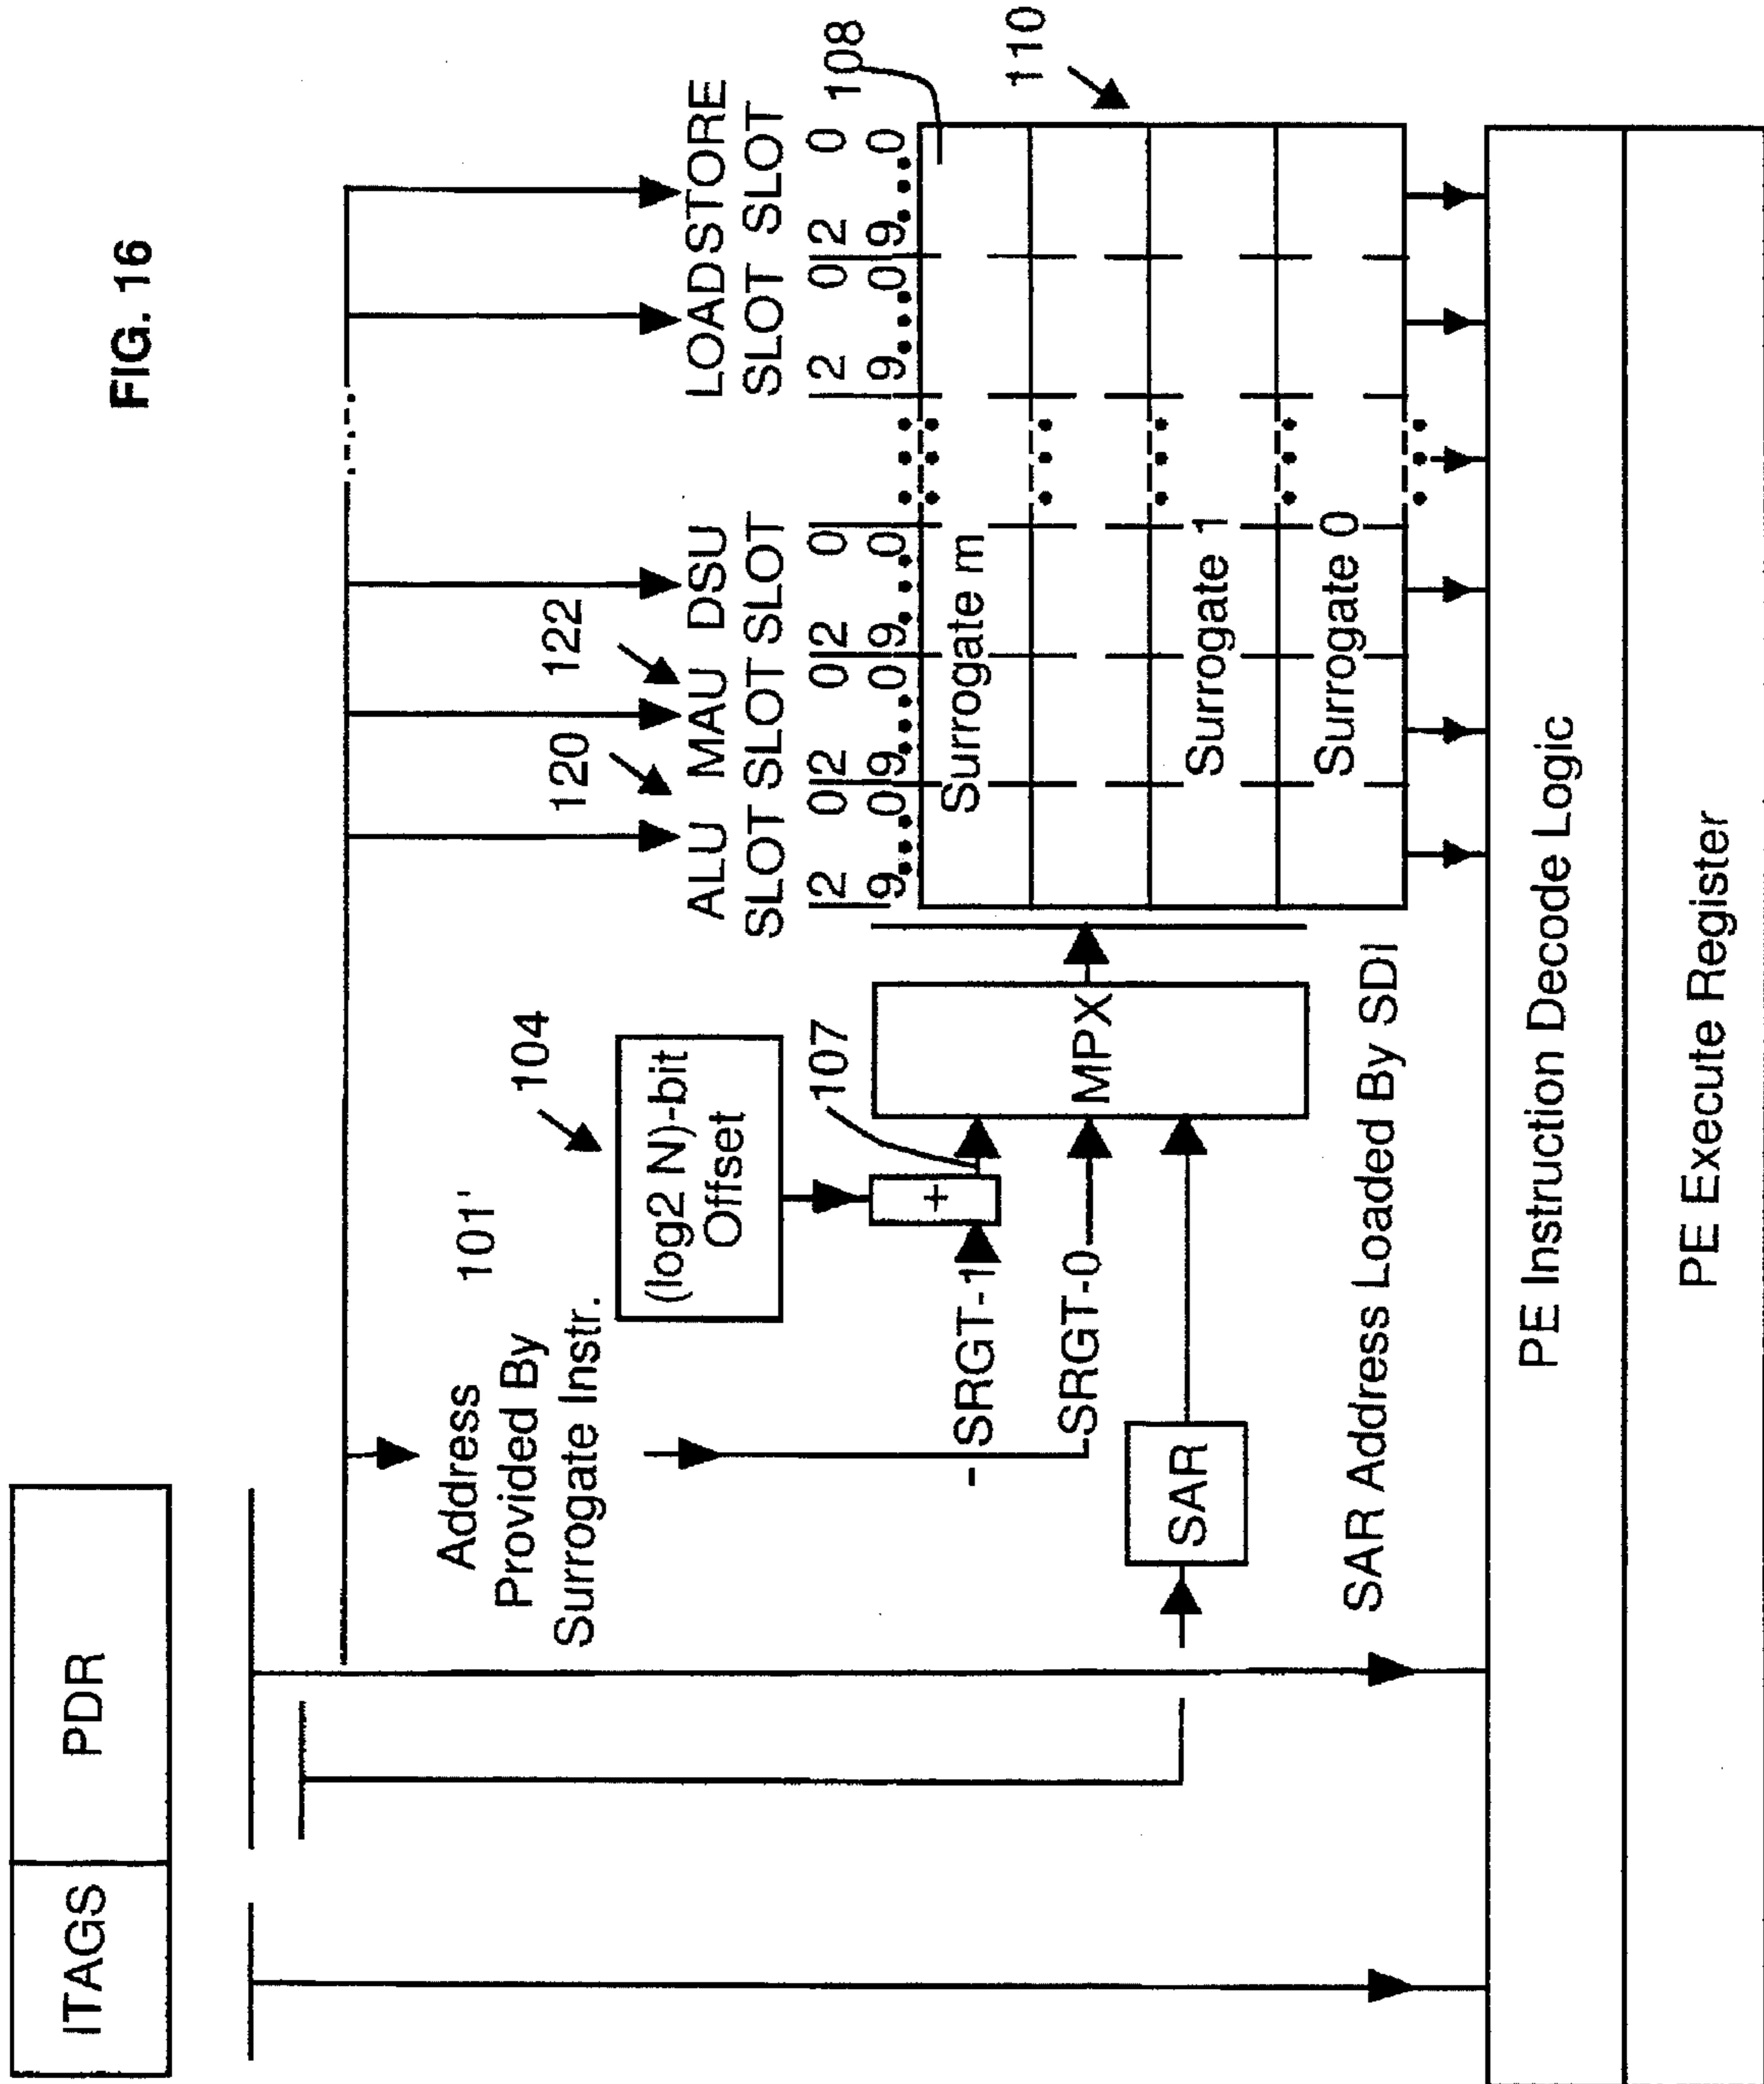 FIG. 16
ITAGS
PDR
Address
Provided By
Surrogate Instr.
101'
104
(log2 N)-bit
Offset
120
122
ALU MAU DSU
SLOT SLOT SLOT
LOAD STORE
SLOT SLOT
2 0 2 0 2 0 2 0 2 0
9...0 9...0 9...0 ... 9...0 9...0
108
110
107
SRGT-1
+
SRGT-0
MPX
SAR
SAR Address Loaded By SDI
Surrogate m
Surrogate 1
Surrogate 0
PE Instruction Decode Logic
PE Execute Register